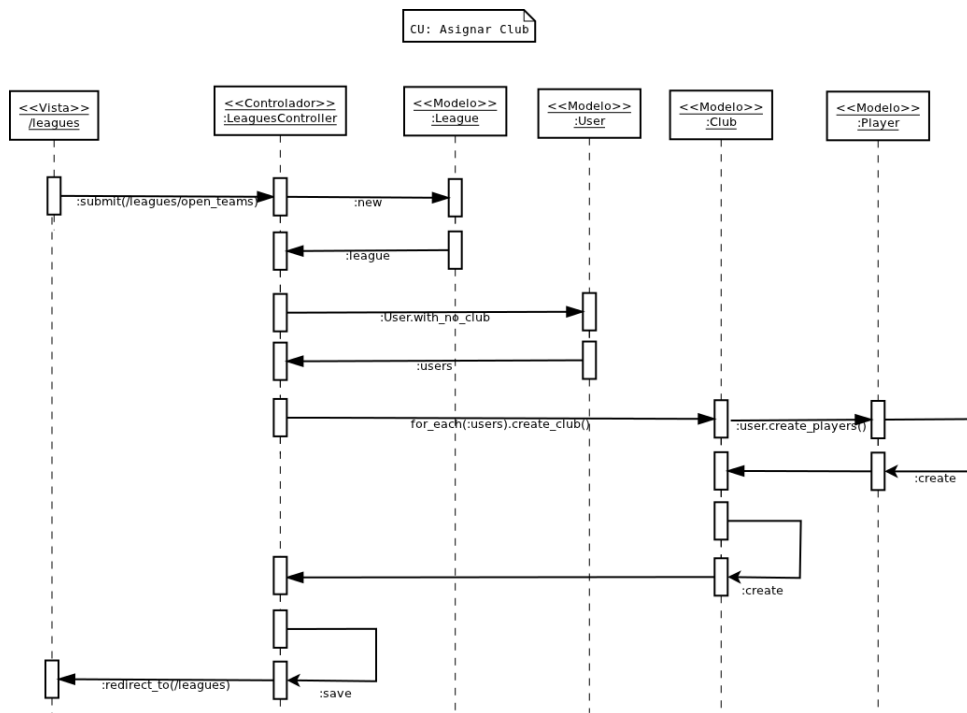 CU: Asignar Club
<<Vista>>
/leagues
<<Controlador>>
:LeaguesController
<<Modelo>>
:League
<<Modelo>>
:User
<<Modelo>>
:Club
<<Modelo>>
:Player
:submit(/leagues/open_teams)
:new
:league
:User.with_no_club
:users
for_each(:users).create_club()
:user.create_players()
:create
:create
:redirect_to(/leagues)
:save